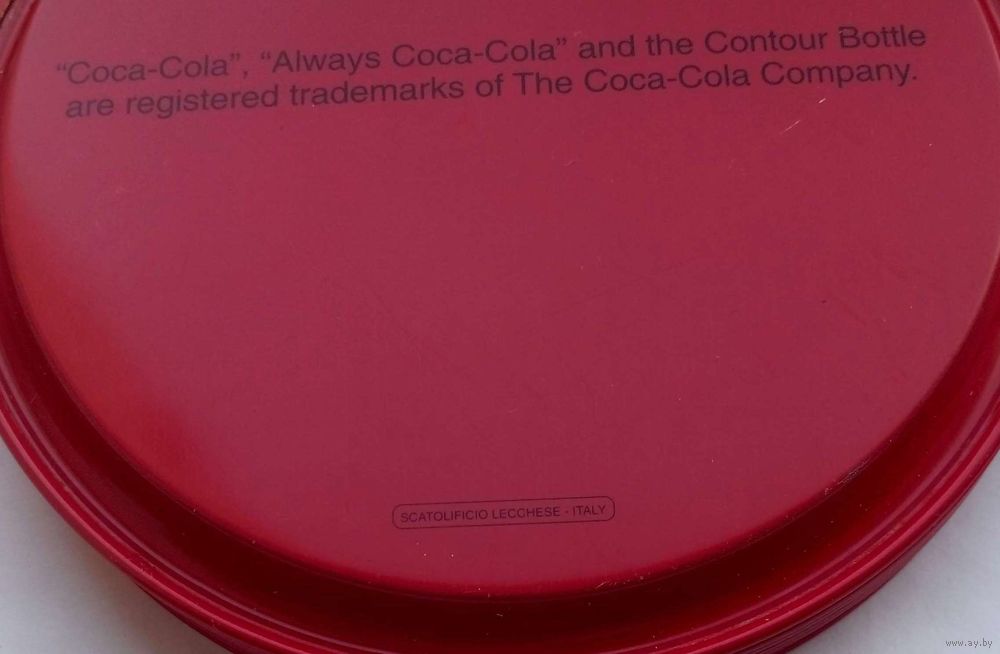 “Coca-Cola”, “Always Coca-Cola” and the Contour Bottle
are registered trademarks of The Coca-Cola Company.
SCATOLIFICIO LECCHESE - ITALY
www.ay.by